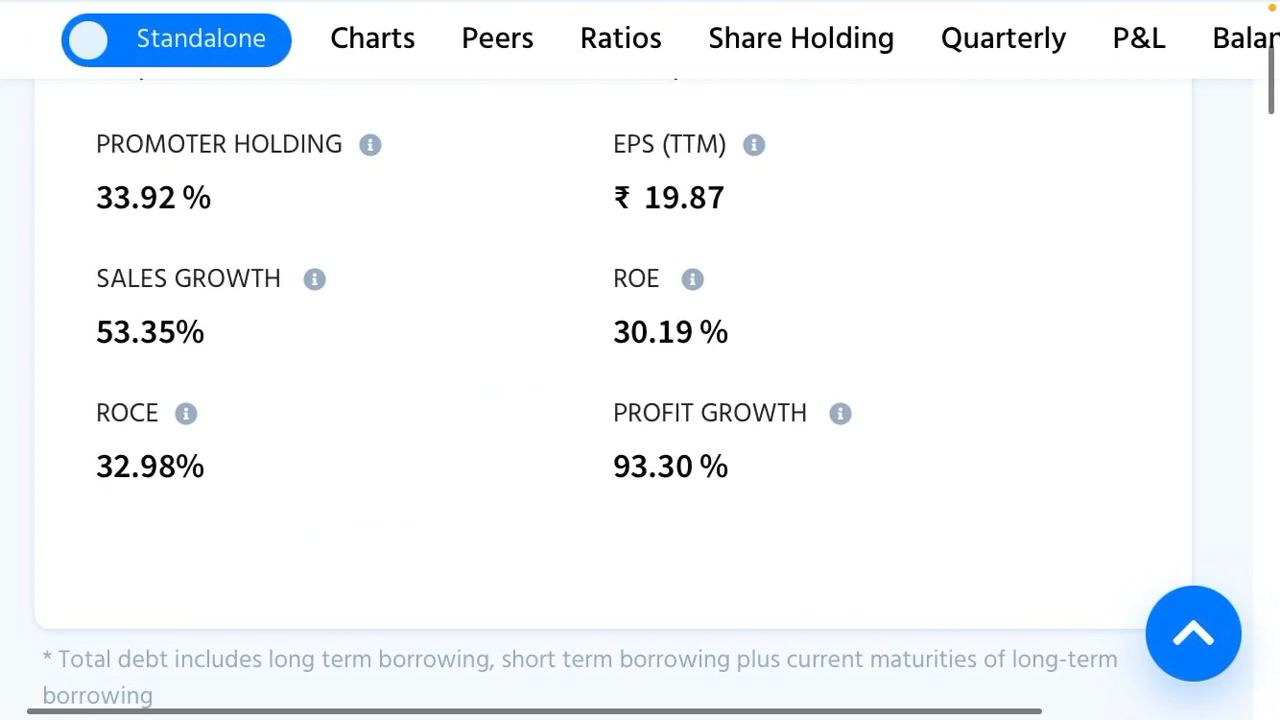 Standalone Charts Peers Ratios Share Holding Quarterly P&L Balan
PROMOTER HOLDING EPS (TTM)
33.92 % ₹ 19.87
SALES GROWTH ROE
53.35% 30.19 %
ROCE PROFIT GROWTH
32.98% 93.30 %
* Total debt includes long term borrowing, short term borrowing plus current maturities of long-term
borrowing